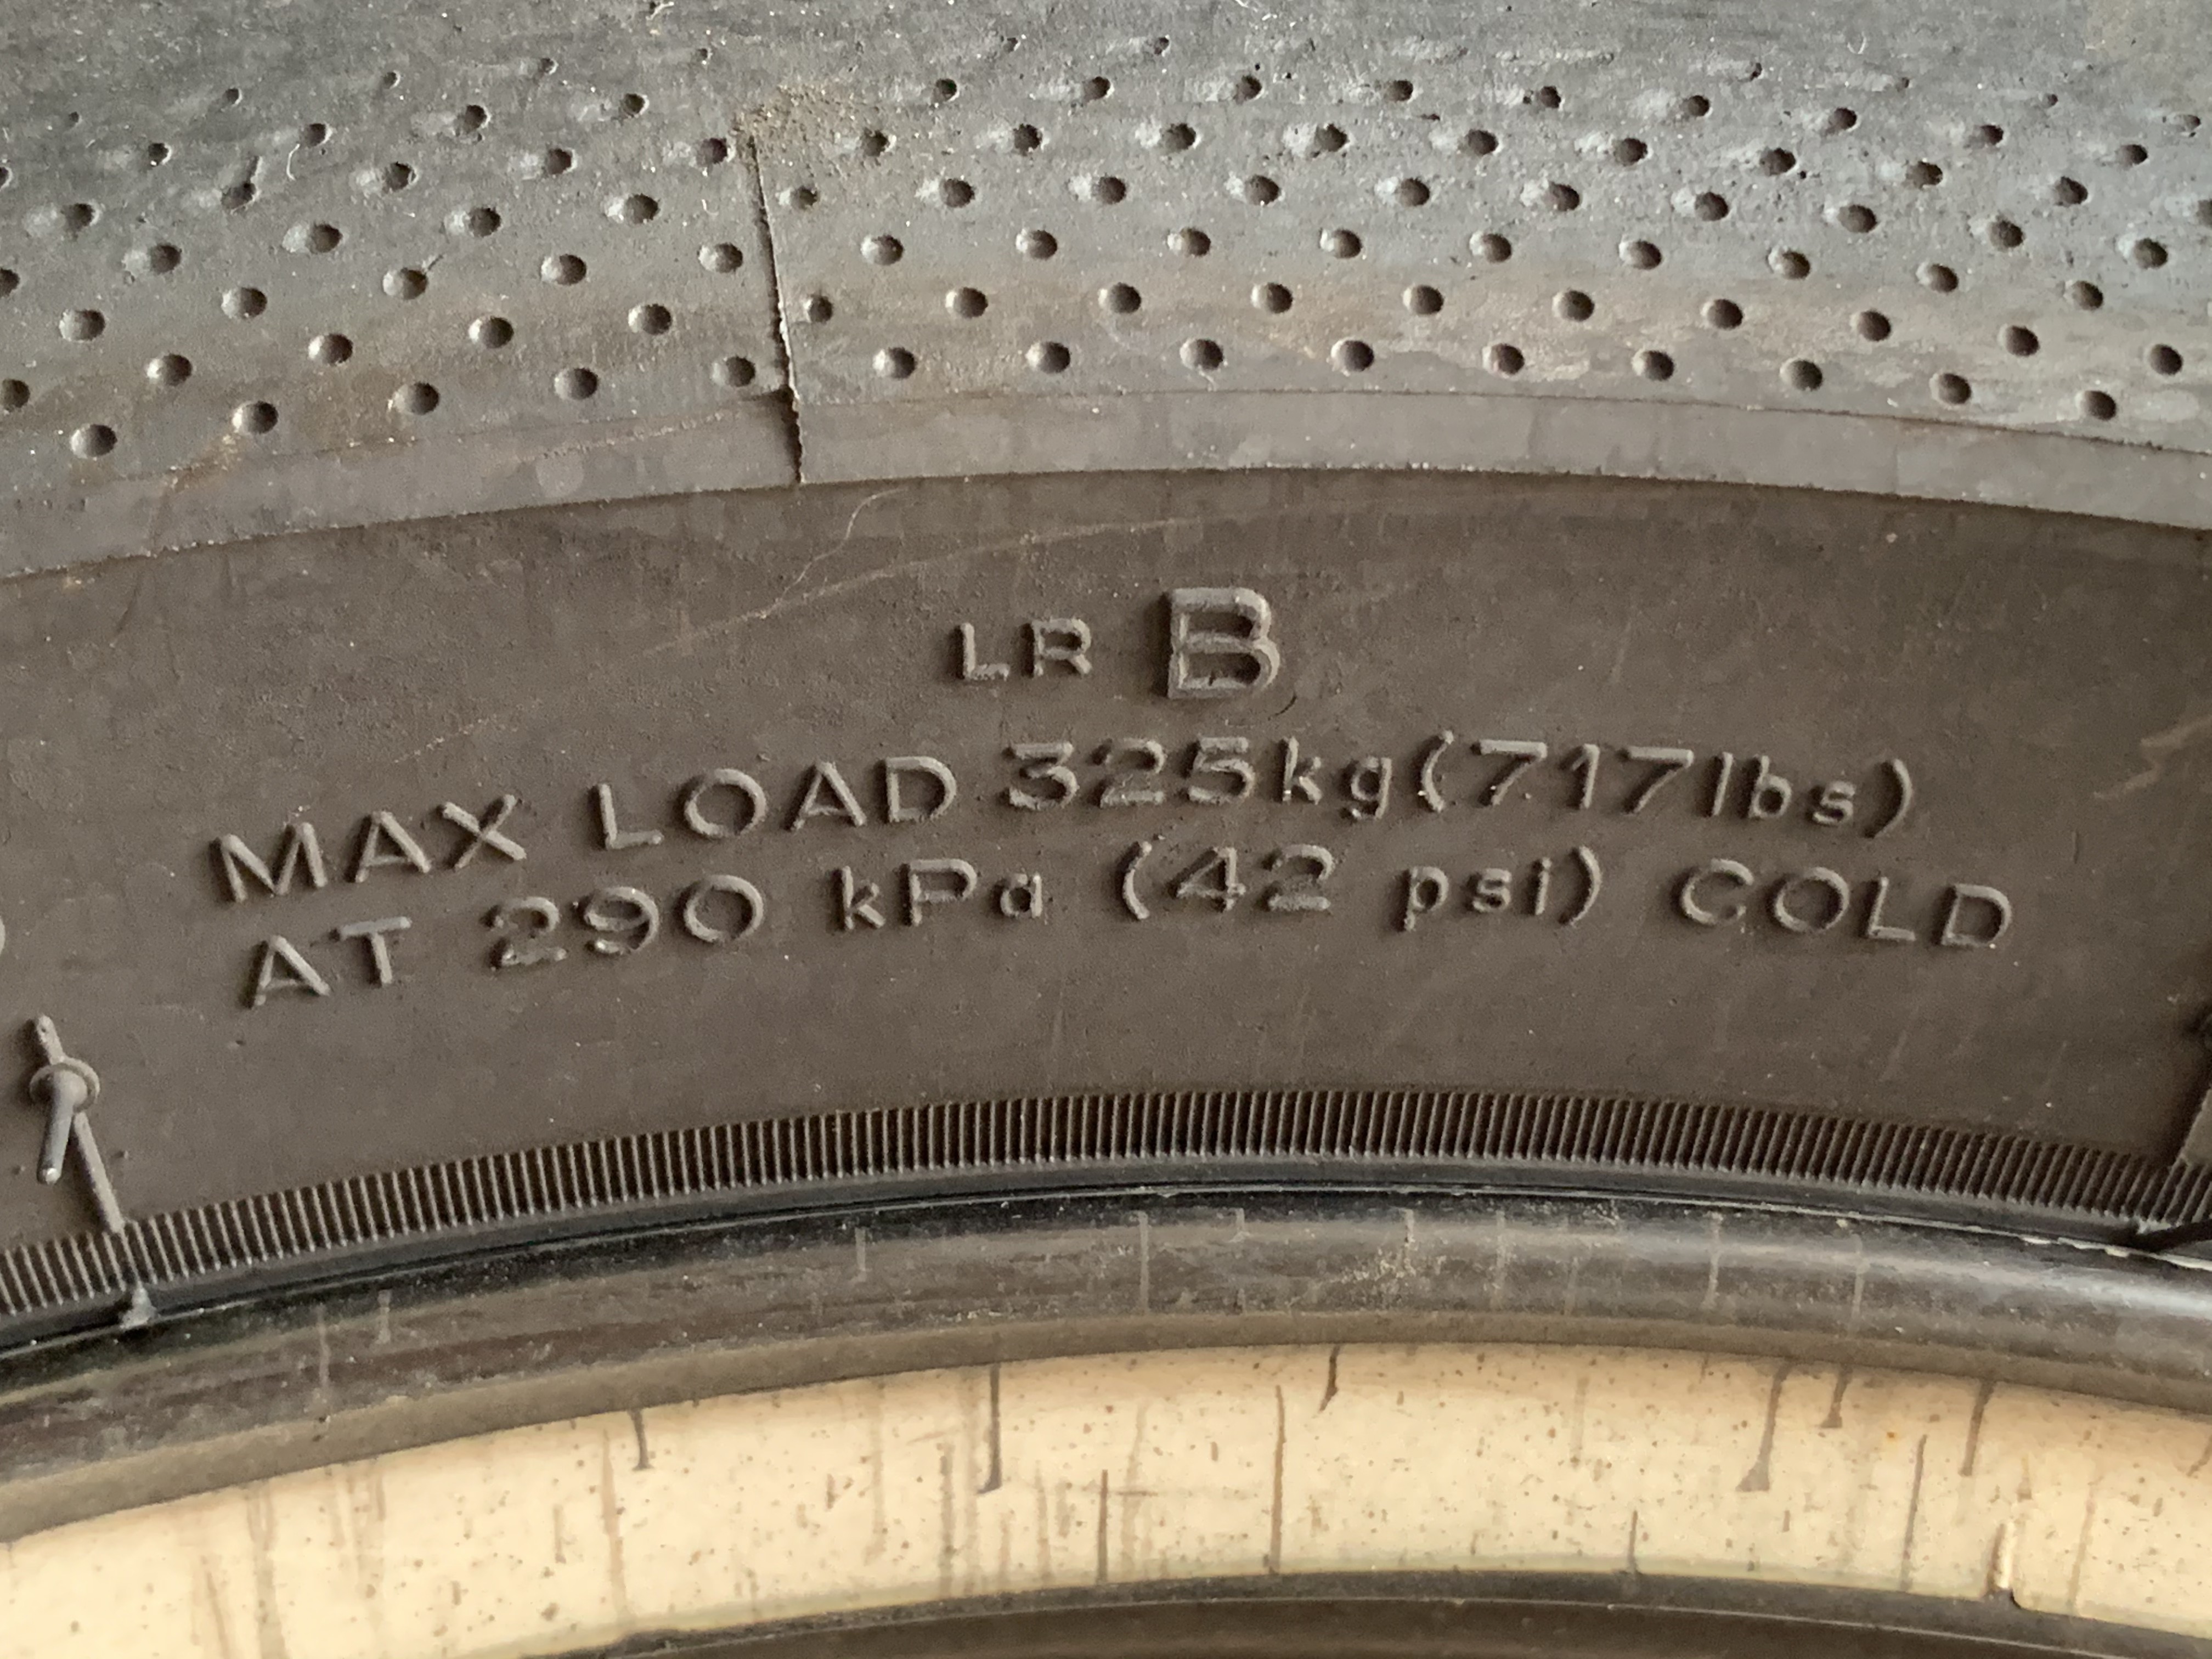 LR B
MAX LOAD 325kg(717lbs)
AT 290 kPa (42 psi) COLD